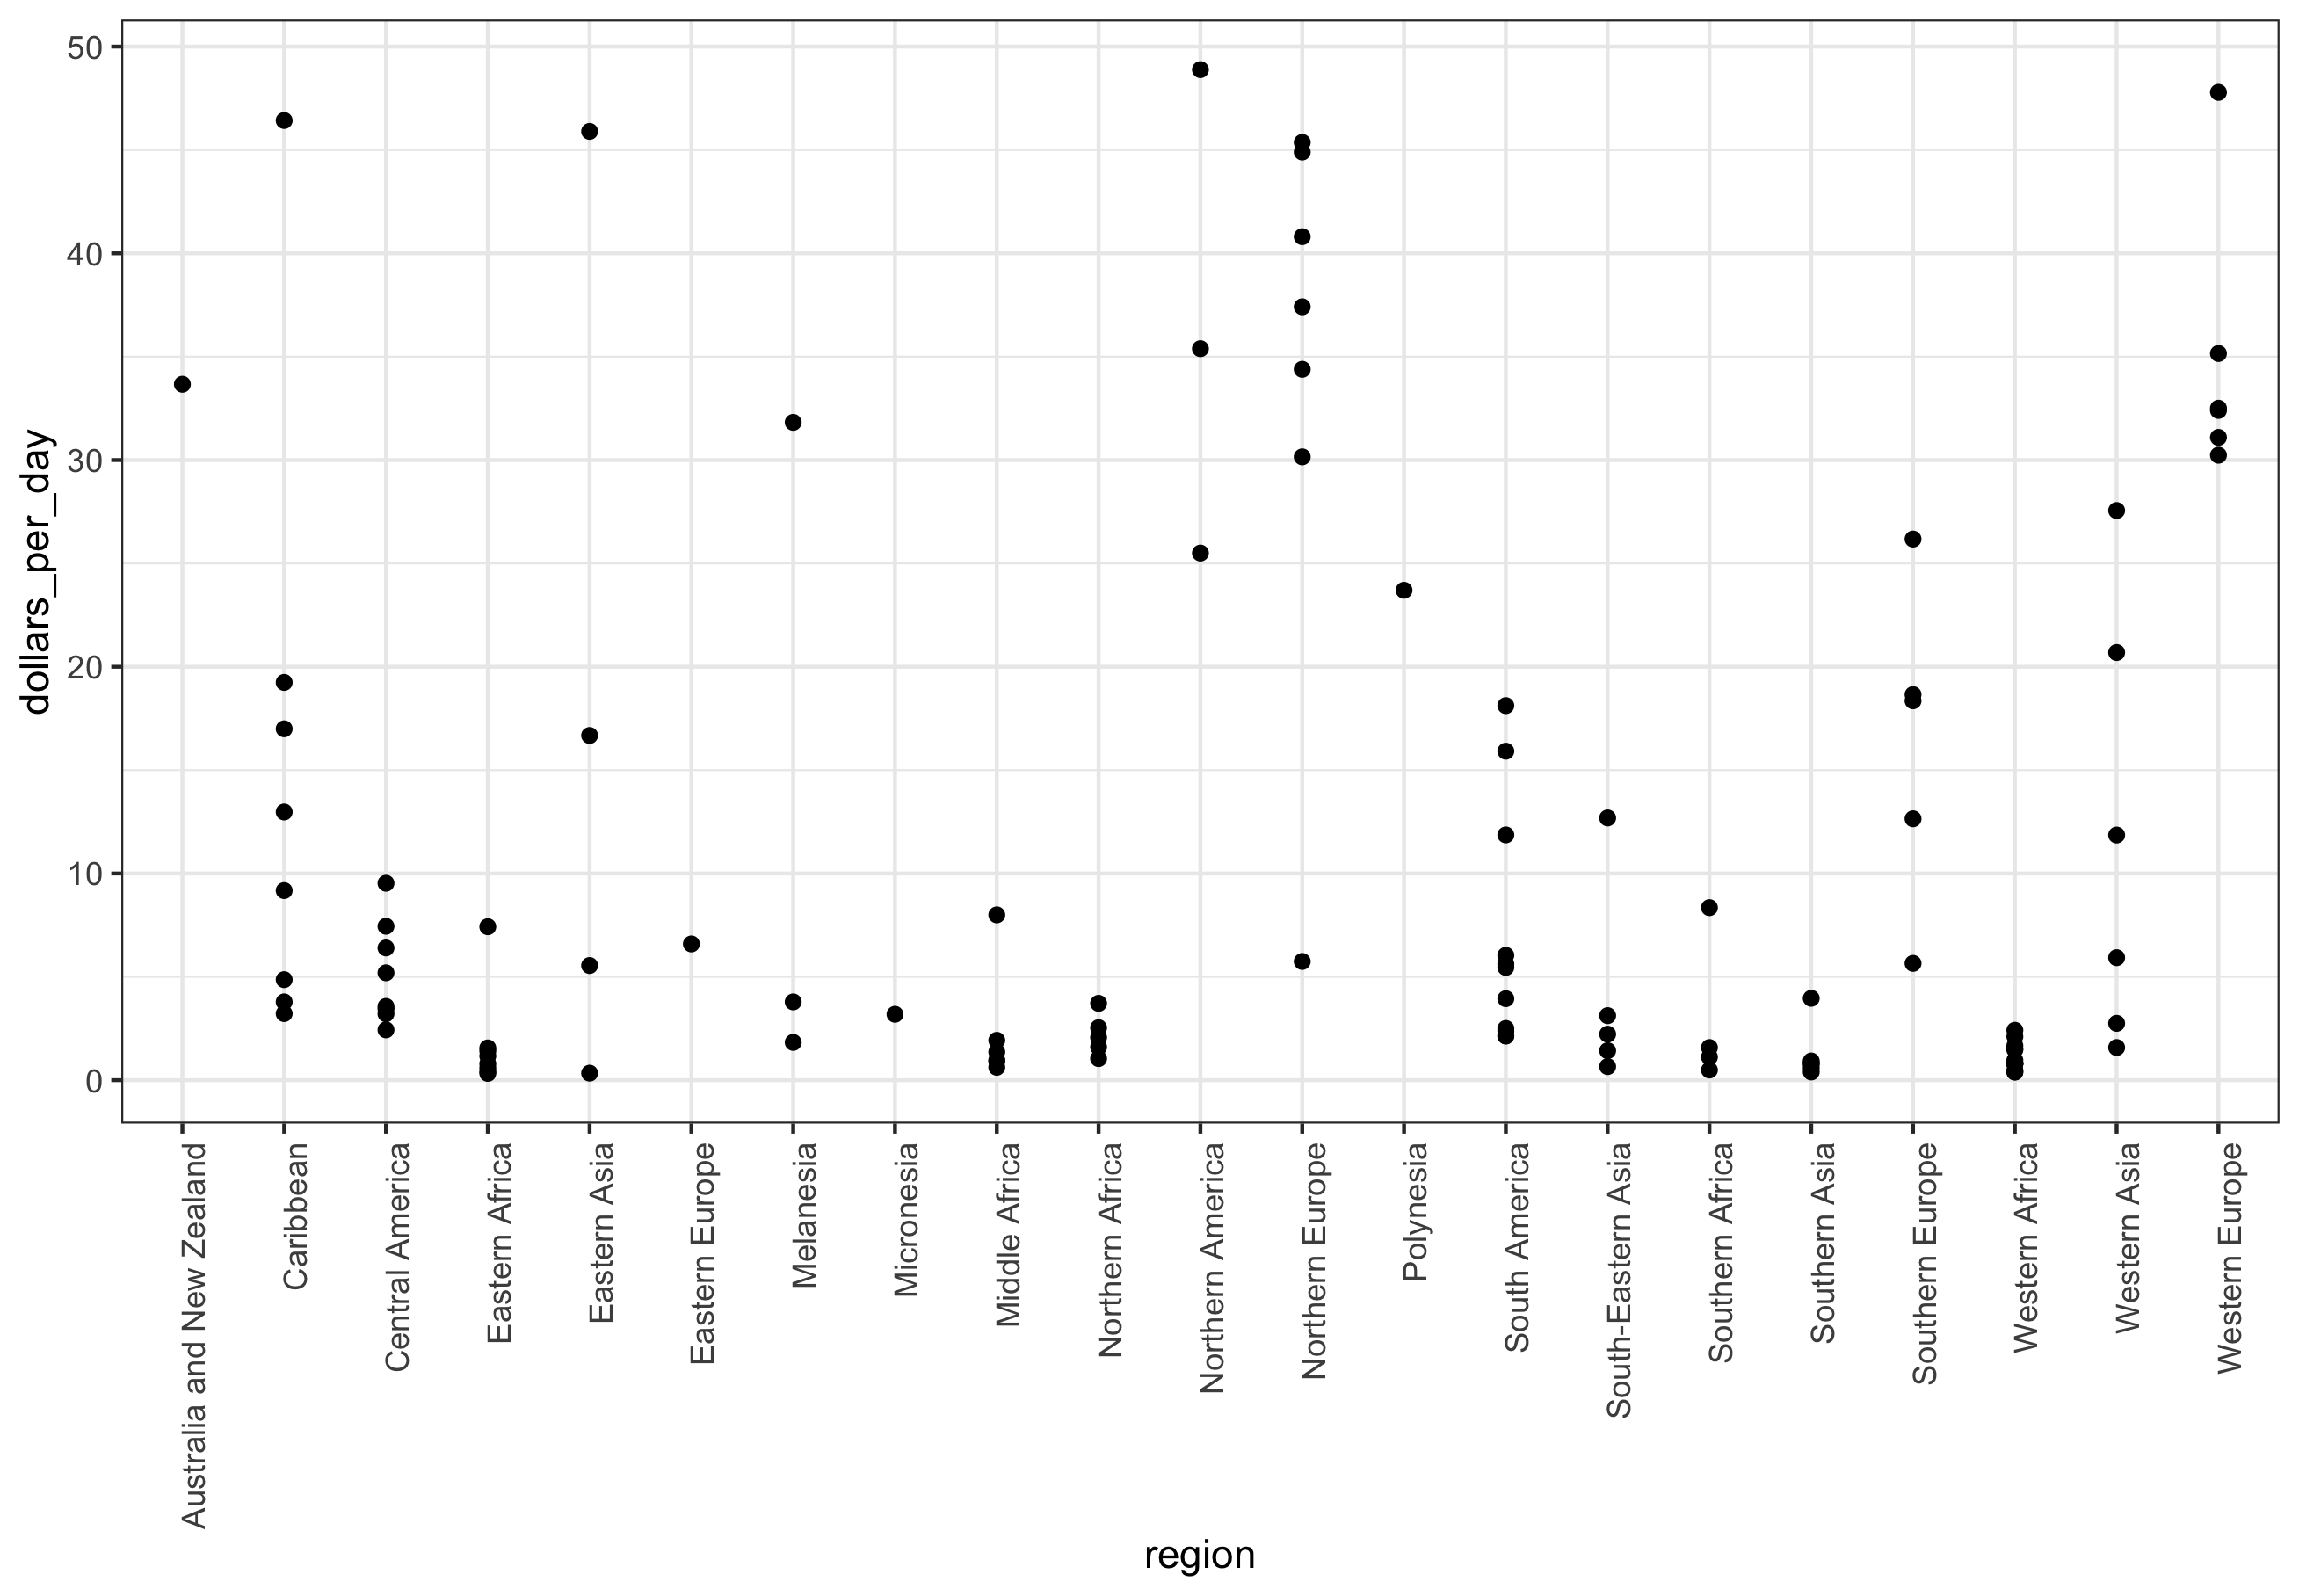 50
40
30
20
10
0
dollars_per_day
Australia and New Zealand
Caribbean
Central America
Eastern Africa
Eastern Asia
Eastern Europe
Melanesia
Micronesia
Middle Africa
Northern Africa
Northern America
Northern Europe
Polynesia
South America
South-Eastern Asia
Southern Africa
Southern Asia
Southern Europe
Western Africa
Western Asia
Western Europe
region